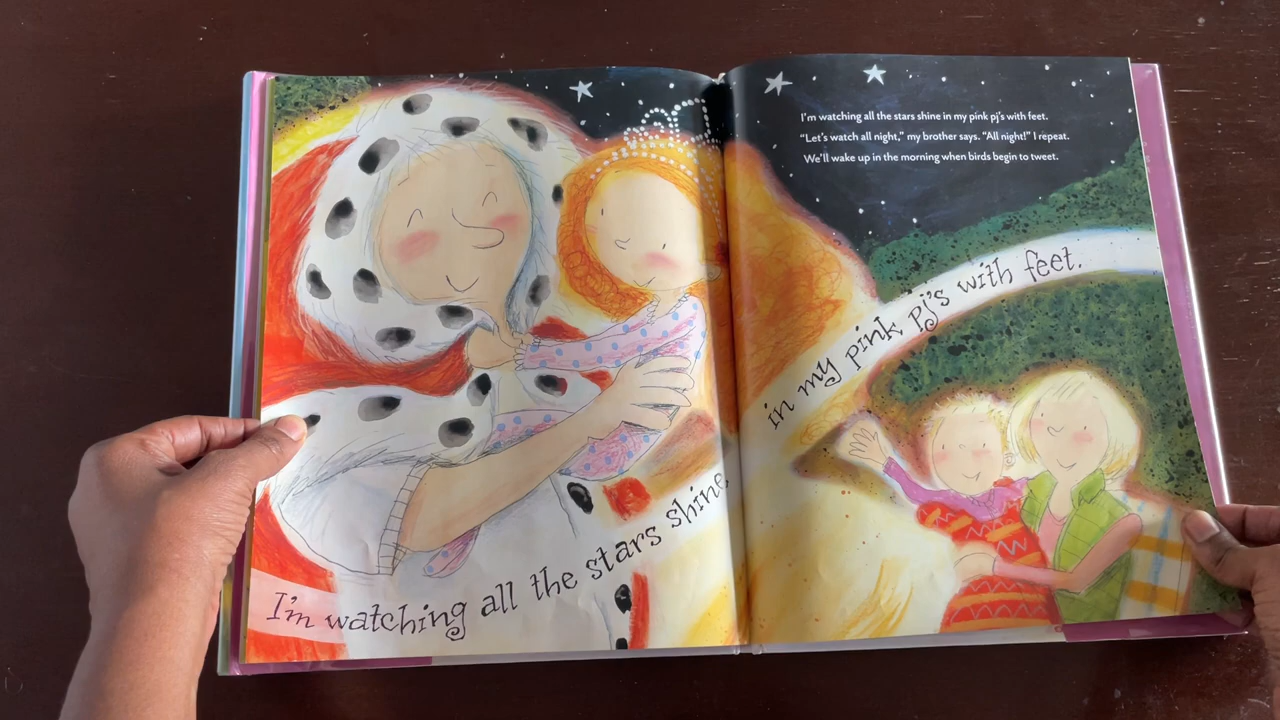 I'm watching all the stars shine
I'm watching all the stars shine in my pink pj's with feet.
“Let's watch all night,” my brother says. “All night!” I repeat.
We'll wake up in the morning when birds begin to tweet.
in my pink pj's with feet.